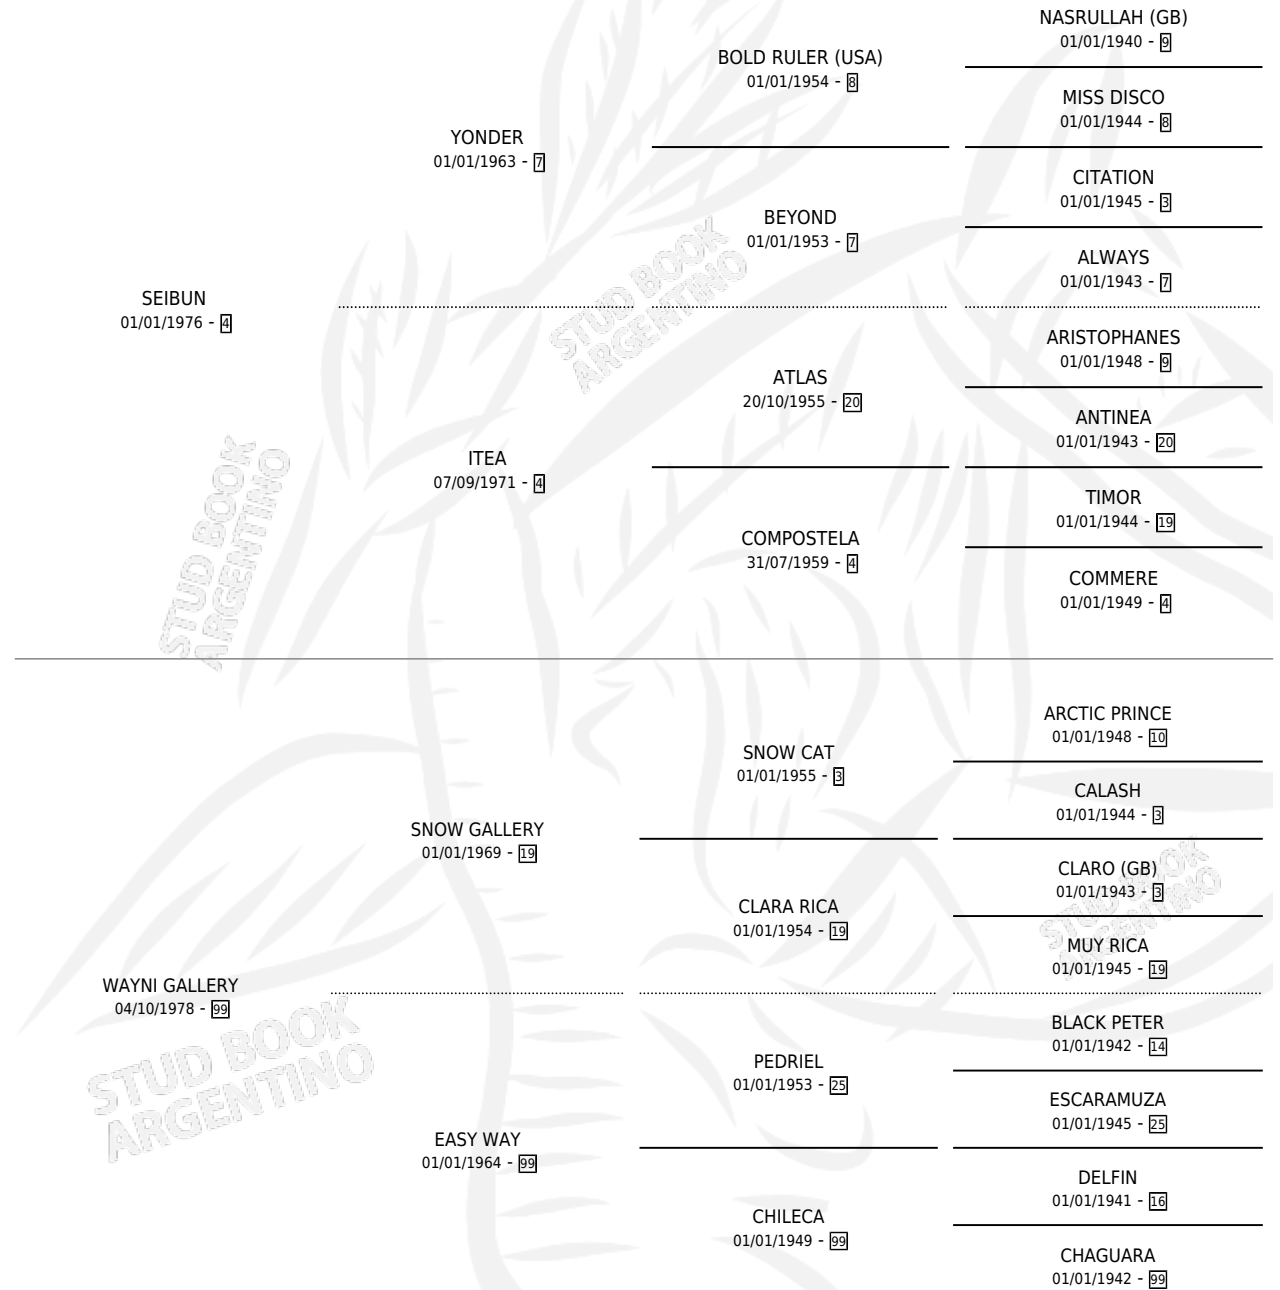 NASRULLAH (GB)
01/01/1940 - 9
BOLD RULER (USA)
01/01/1954 - 8
MISS DISCO
01/01/1944 - 8
YONDER
01/01/1963 - 7
CITATION
01/01/1945 - 3
BEYOND
01/01/1953 - 7
ALWAYS
01/01/1943 - 7
SEIBUN
01/01/1976 - 4
ARISTOPHANES
01/01/1948 - 9
ATLAS
20/10/1955 - 20
ANTINEA
01/01/1943 - 20
ITEA
07/09/1971 - 4
TIMOR
01/01/1944 - 19
COMPOSTELA
31/07/1959 - 4
COMMERE
01/01/1949 - 4
STUD BOOK
ARGENTINO
STUD BOOK
ARGENTINO
ARCTIC PRINCE
01/01/1948 - 10
SNOW CAT
01/01/1955 - 3
CALASH
01/01/1944 - 3
SNOW GALLERY
01/01/1969 - 19
CLARO (GB)
01/01/1943 - 3
CLARA RICA
01/01/1954 - 19
MUY RICA
01/01/1945 - 19
STUD BOOK
ARGENTINO
WAYNI GALLERY
04/10/1978 - 99
BLACK PETER
01/01/1942 - 14
PEDRIEL
01/01/1953 - 25
ESCARAMUZA
01/01/1945 - 25
EASY WAY
01/01/1964 - 99
DELFIN
01/01/1941 - 16
CHILECA
01/01/1949 - 99
CHAGUARA
01/01/1942 - 99
STUD BOOK
ARGENTINO